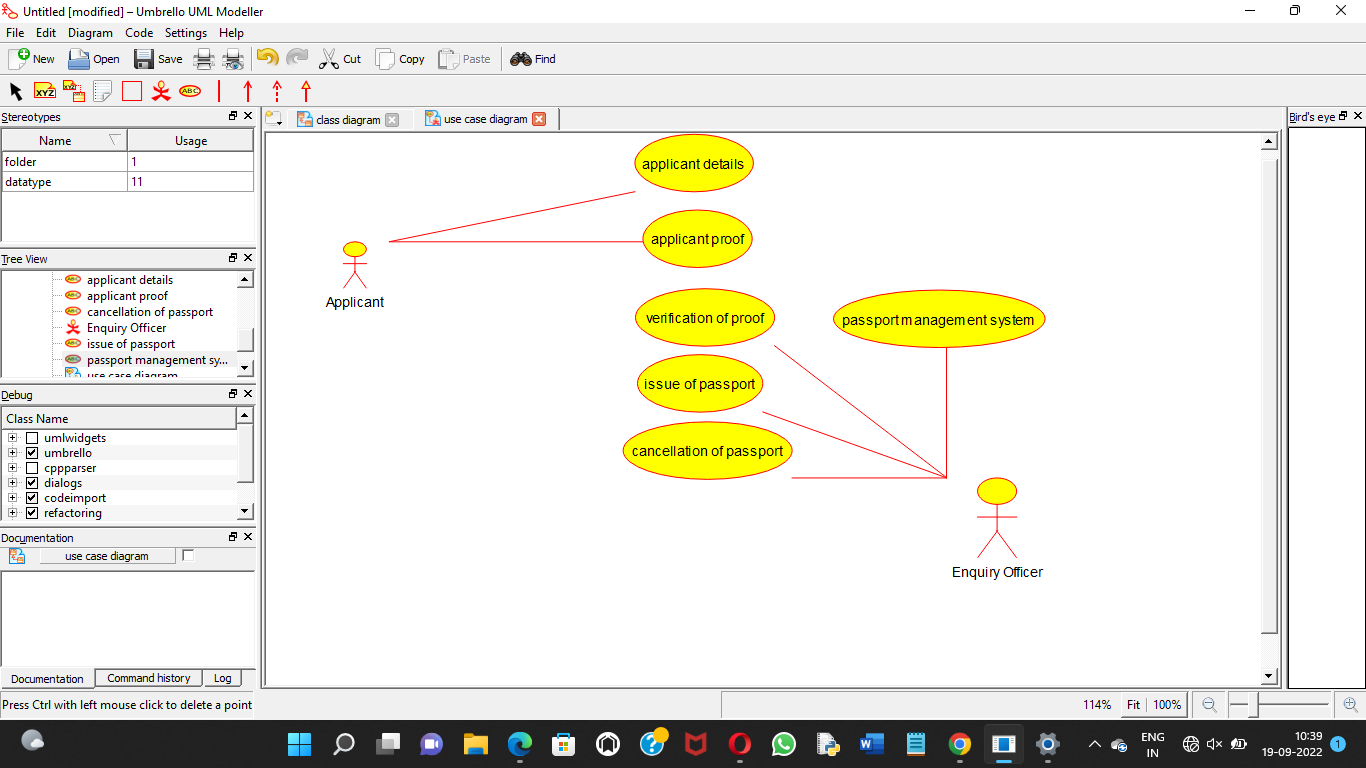 Untitled [modified] – Umbrello UML Modeller
File Edit Diagram Code Settings Help
New Open Save Cut Copy Paste Find
XYZ XYZ ABC
Stereotypes
Name Usage
folder 1
datatype 11
Tree View
applicant details
applicant proof
cancellation of passport
Enquiry Officer
issue of passport
passport management sy...
use case diagram
Debug
Class Name
umlwidgets
umbrello
cppparser
dialogs
codeimport
refactoring
Documentation
use case diagram
Documentation Command history Log
Press Ctrl with left mouse click to delete a point
class diagram use case diagram
applicant details
applicant proof
Applicant
verification of proof
passport management system
issue of passport
cancellation of passport
Enquiry Officer
Bird's eye
114% Fit 100%
ENG
IN
10:39
19-09-2022
1